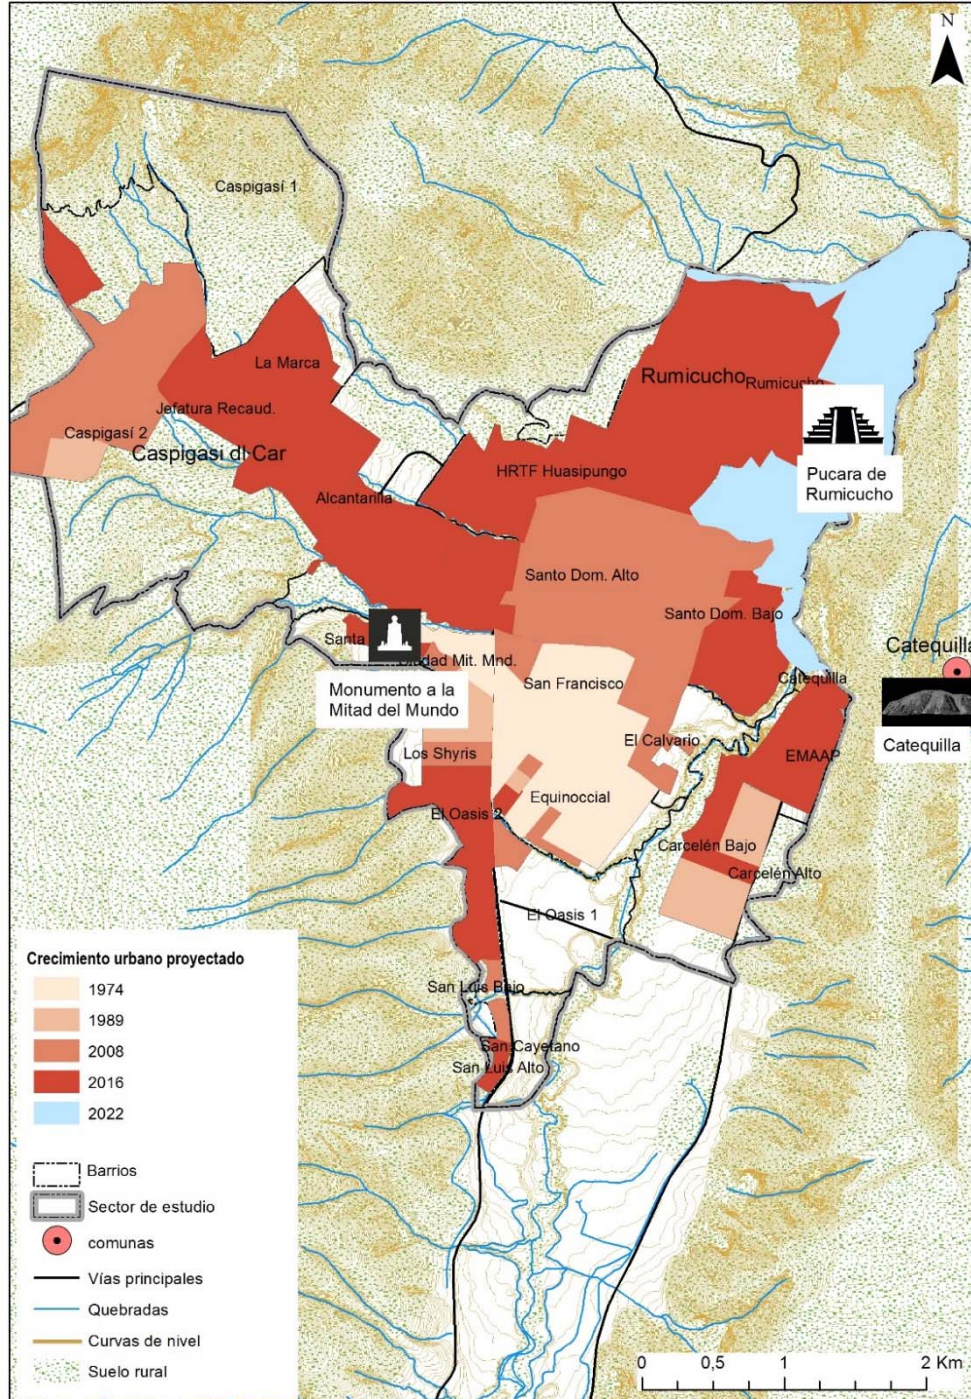 N
Caspigasí 1
La Marca
Rumicucho
Rumicucho
Jefatura Recaud.
Caspigasí 2
Caspigasi dl Car
HRTF Huasipungo
Pucara de
Rumicucho
Alcantarilla
Santo Dom. Alto
Santo Dom. Bajo
Santa
Mit. Mnd.
Catequilla
San Francisco
Catequilla
Monumento a la
Mitad del Mundo
El Calvario
Catequilla
Los Shyris
EMAAP
Equinoccial
El Oasis 2
Carcelén Bajo
Carcelén Alto
El Oasis 1
San Luis Bajo
San Cayetano
San Luis Alto
Crecimiento urbano proyectado
1974
1989
2008
2016
2022
Barrios
Sector de estudio
comunas
Vías principales
Quebradas
Curvas de nivel
Suelo rural
0 0,5 1 2 Km